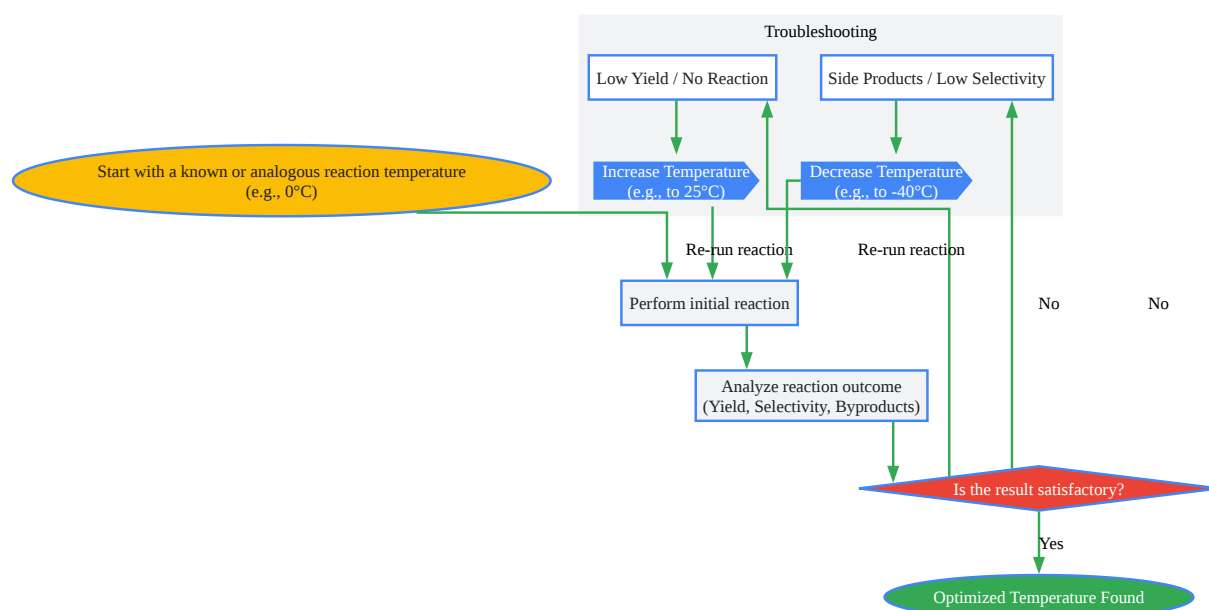 Troubleshooting
Low Yield / No Reaction
Side Products / Low Selectivity
Start with a known or analogous reaction temperature
(e.g., 0°C)
Increase Temperature
(e.g., to 25°C)
Decrease Temperature
(e.g., to -40°C)
Re-run reaction
Re-run reaction
Perform initial reaction
No
No
Analyze reaction outcome
(Yield, Selectivity, Byproducts)
Is the result satisfactory?
Yes
Optimized Temperature Found